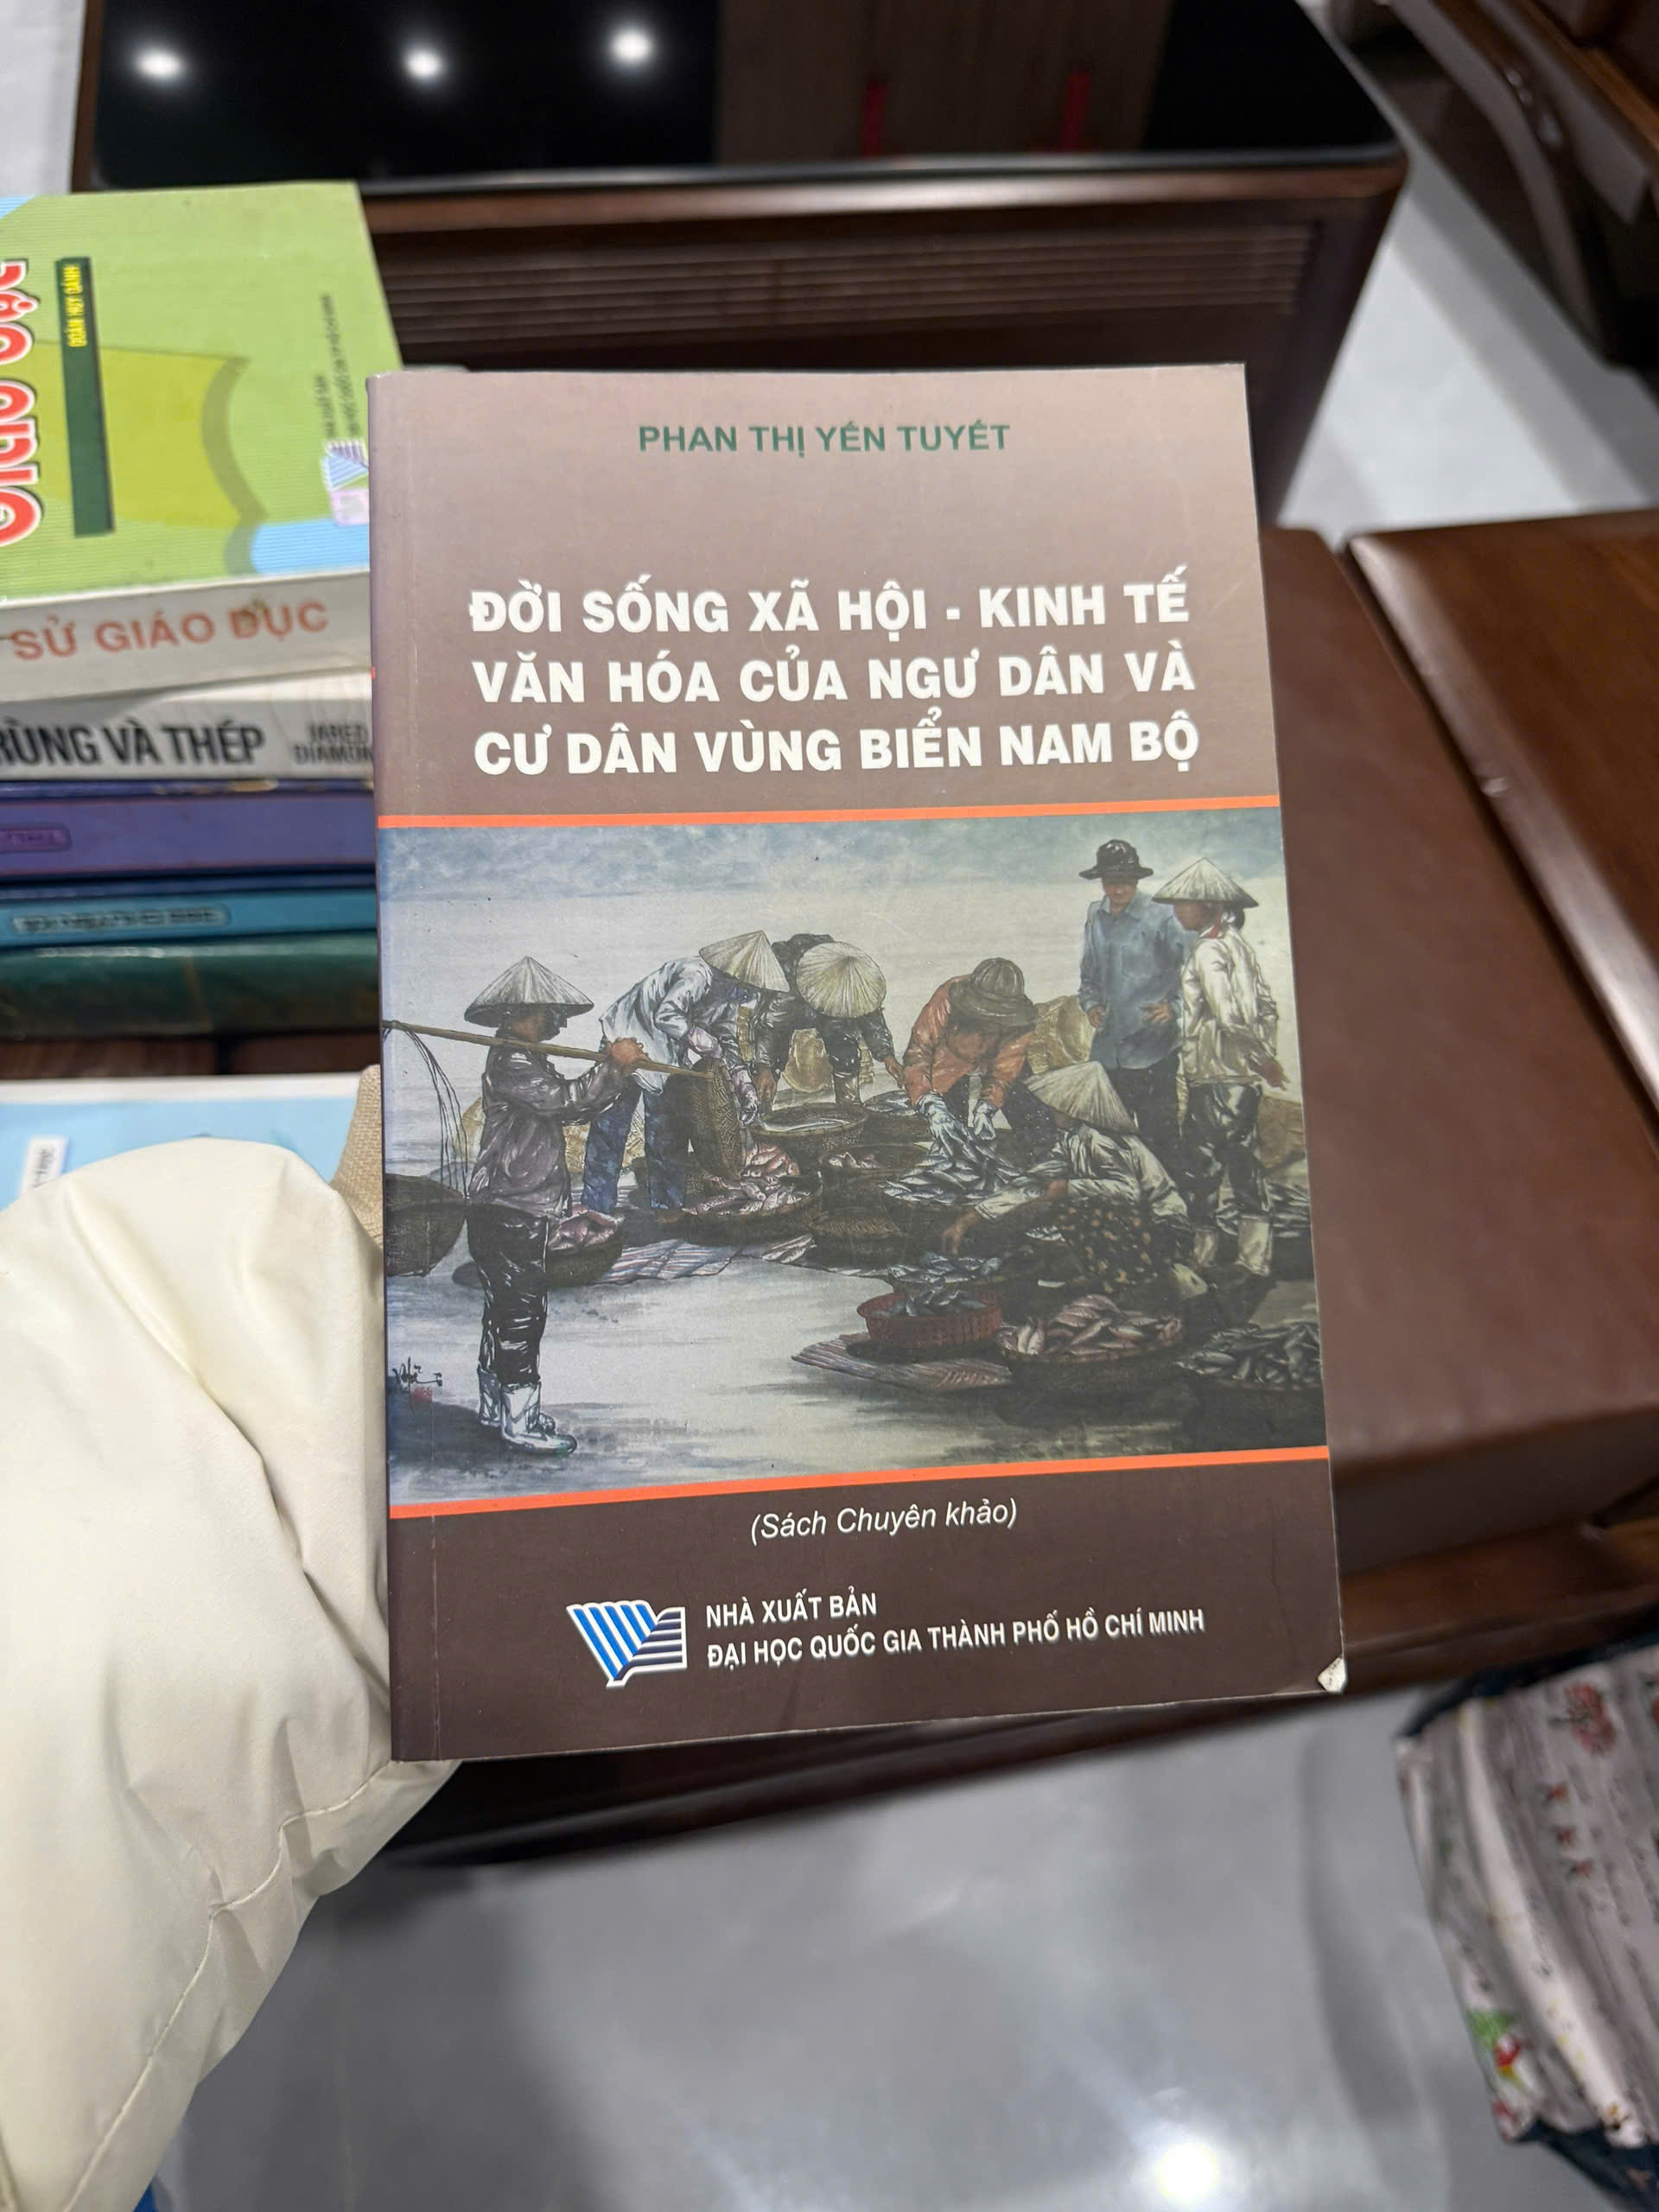 PHAN THỊ YẾN TUYẾT
ĐỜI SỐNG XÃ HỘI - KINH TẾ
VĂN HÓA CỦA NGƯ DÂN VÀ
CƯ DÂN VÙNG BIỂN NAM BỘ
(Sách Chuyên khảo)
NHÀ XUẤT BẢN
ĐẠI HỌC QUỐC GIA THÀNH PHỐ HỒ CHÍ MINH
ĐOÀN HUY OÁNH
SỬ GIÁO DỤC
RÙNG VÀ THÉP
JARED
DIAMON